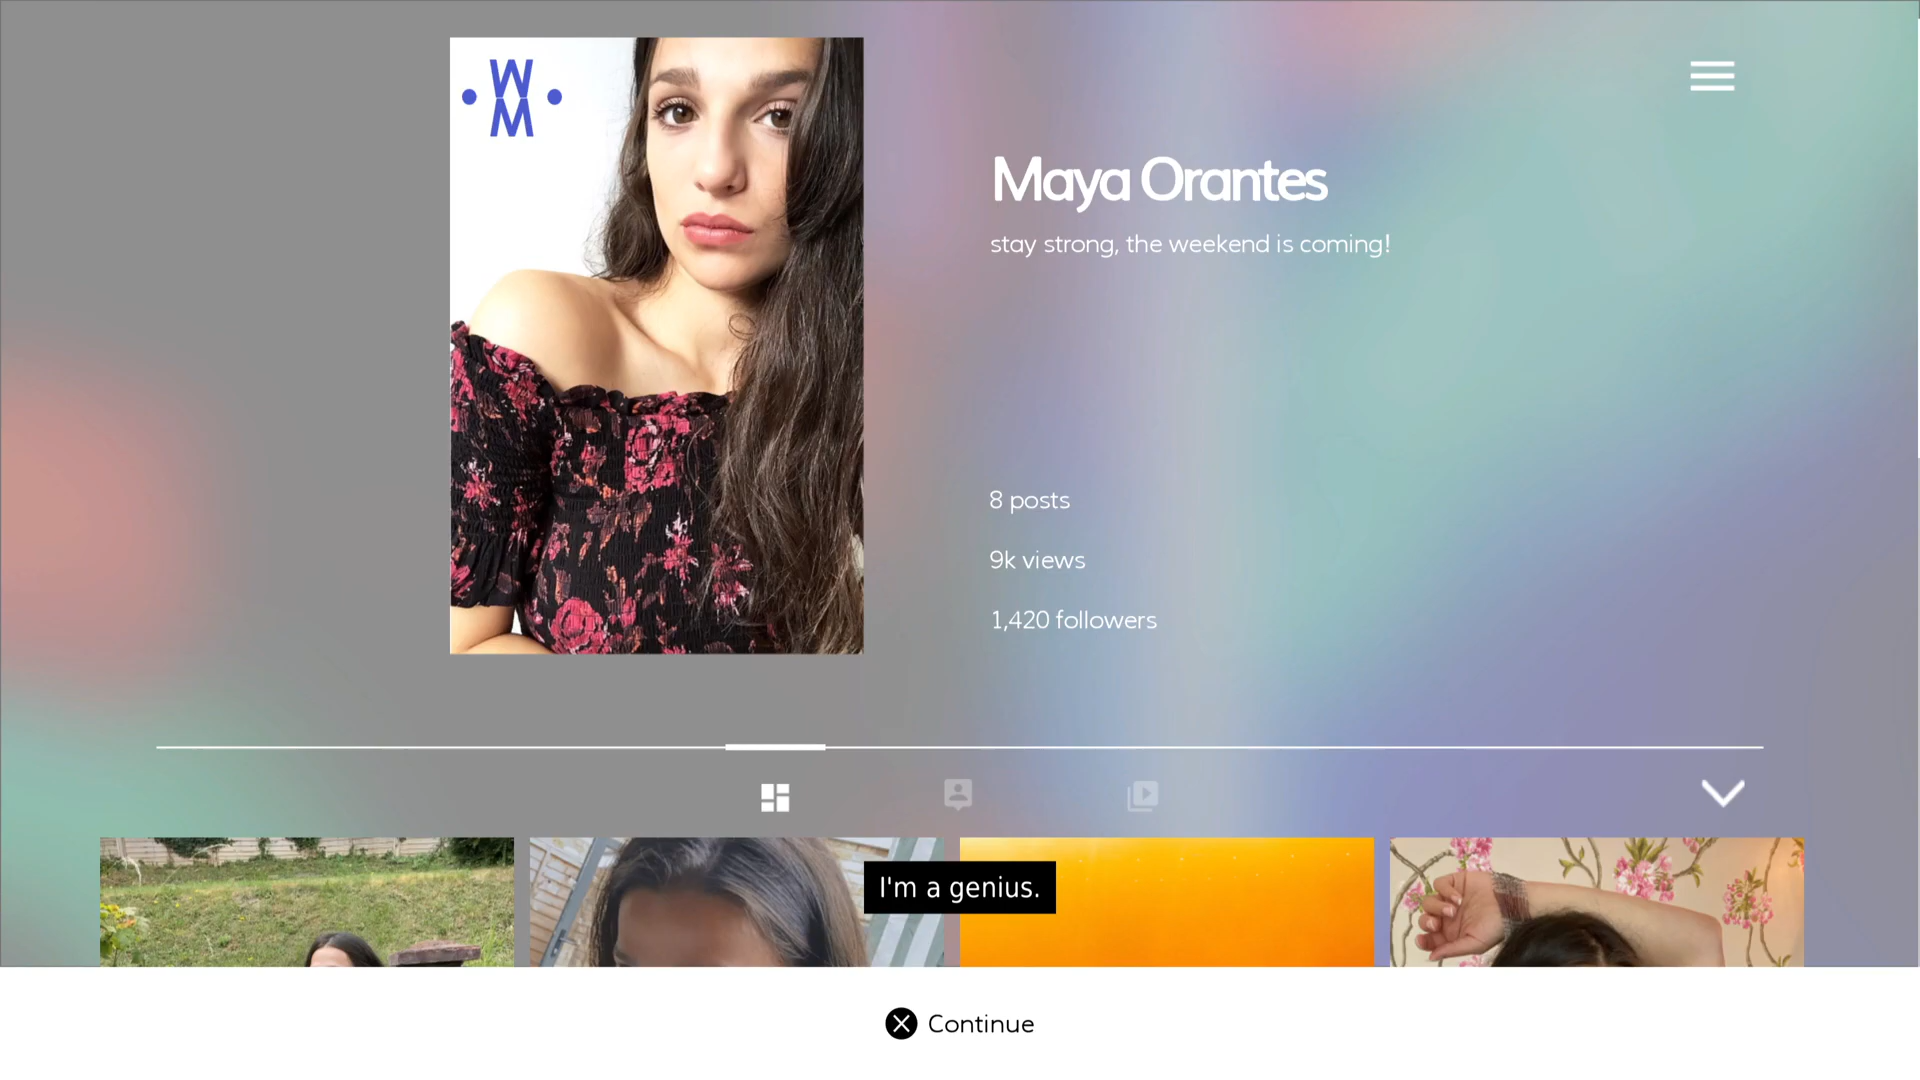 W
M
Maya Orantes
stay strong, the weekend is coming!
8 posts
9k views
1,420 followers
I'm a genius.
Continue